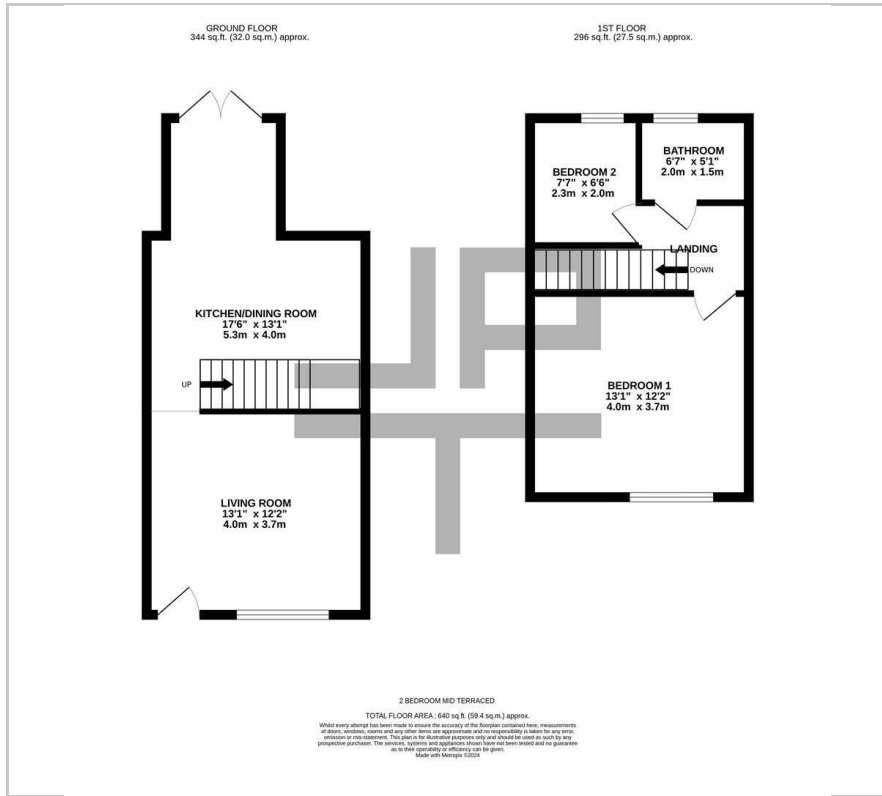 GROUND FLOOR
344 sq.ft. (32.0 sq.m.) approx.
1ST FLOOR
296 sq.ft. (27.5 sq.m.) approx.
KITCHEN/DINING ROOM
17'6" x 13'1"
5.3m x 4.0m
UP
LIVING ROOM
13'1" x 12'2"
4.0m x 3.7m
BEDROOM 2
7'7" x 6'6"
2.3m x 2.0m
BATHROOM
6'7" x 5'1"
2.0m x 1.5m
LANDING
DOWN
BEDROOM 1
13'1" x 12'2"
4.0m x 3.7m
2 BEDROOM MID TERRACED
TOTAL FLOOR AREA : 640 sq.ft. (59.4 sq.m.) approx.
Whilst every attempt has been made to ensure the accuracy of the floorplan contained here, measurements
of doors, windows, rooms and any other items are approximate and no responsibility is taken for any error,
omission or mis-statement. This plan is for illustrative purposes only and should be used as such by any
prospective purchaser. The services, systems and appliances shown have not been tested and no guarantee
as to their operability or efficiency can be given.
Made with Metropix ©2024